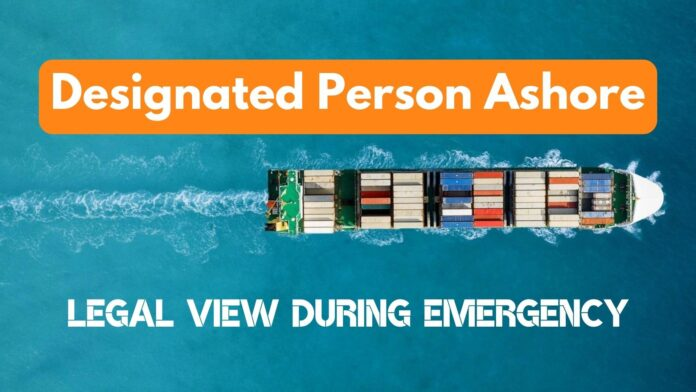 Designated Person Ashore
LEGAL VIEW DURING EMERGENCY